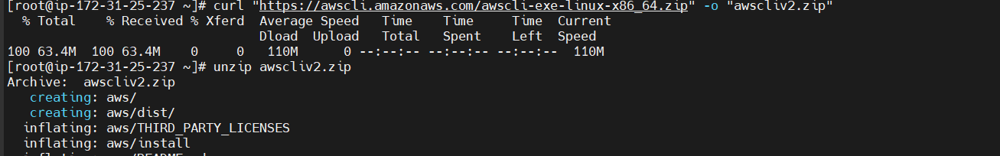 [root@ip-172-31-25-237 ~]# curl "https://awscli.amazonaws.com/awscli-exe-linux-x86_64.zip" -o "awscliv2.zip"
  % Total    % Received % Xferd  Average Speed   Time    Time     Time  Current
                                 Dload  Upload   Total   Spent    Left  Speed
100 63.4M  100 63.4M    0     0   110M      0 --:--:-- --:--:-- --:--:--  110M
[root@ip-172-31-25-237 ~]# unzip awscliv2.zip
Archive:  awscliv2.zip
   creating: aws/
   creating: aws/dist/
  inflating: aws/THIRD_PARTY_LICENSES
  inflating: aws/install